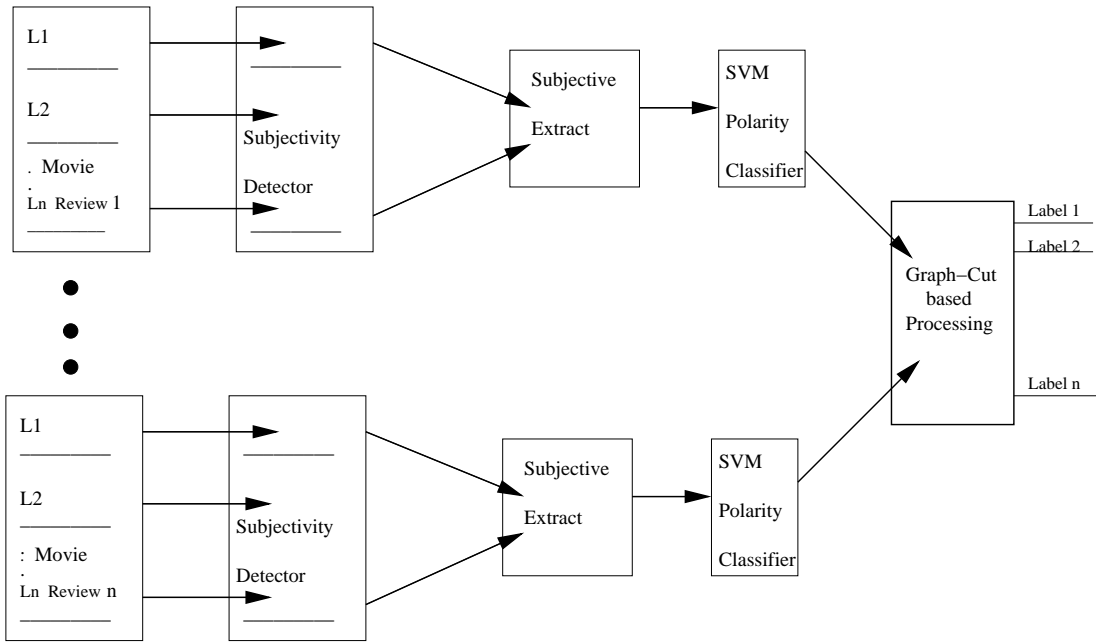 L1
L2
. Movie
.
Ln Review 1
Subjectivity
Detector
Subjective
Extract
SVM
Polarity
Classifier
Graph−Cut
based
Processing
Label 1
Label 2
Label n
L1
L2
: Movie
.
Ln Review n
Subjectivity
Detector
Subjective
Extract
SVM
Polarity
Classifier